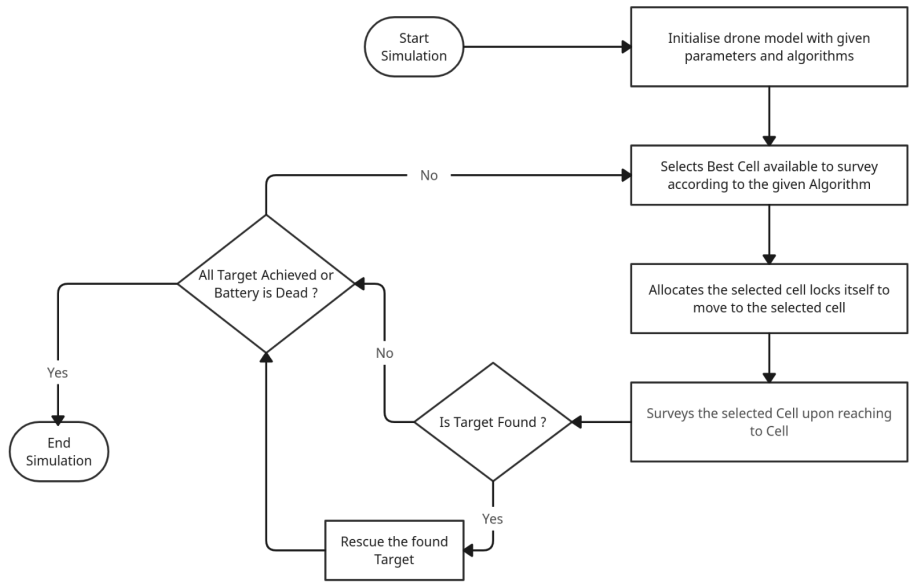 Start
Simulation
Initialise drone model with given
parameters and algorithms
Selects Best Cell available to survey
according to the given Algorithm
No
All Target Achieved or
Battery is Dead ?
Allocates the selected cell locks itself to
move to the selected cell
No
Yes
Is Target Found ?
Surveys the selected Cell upon reaching
to Cell
End
Simulation
Yes
Rescue the found
Target